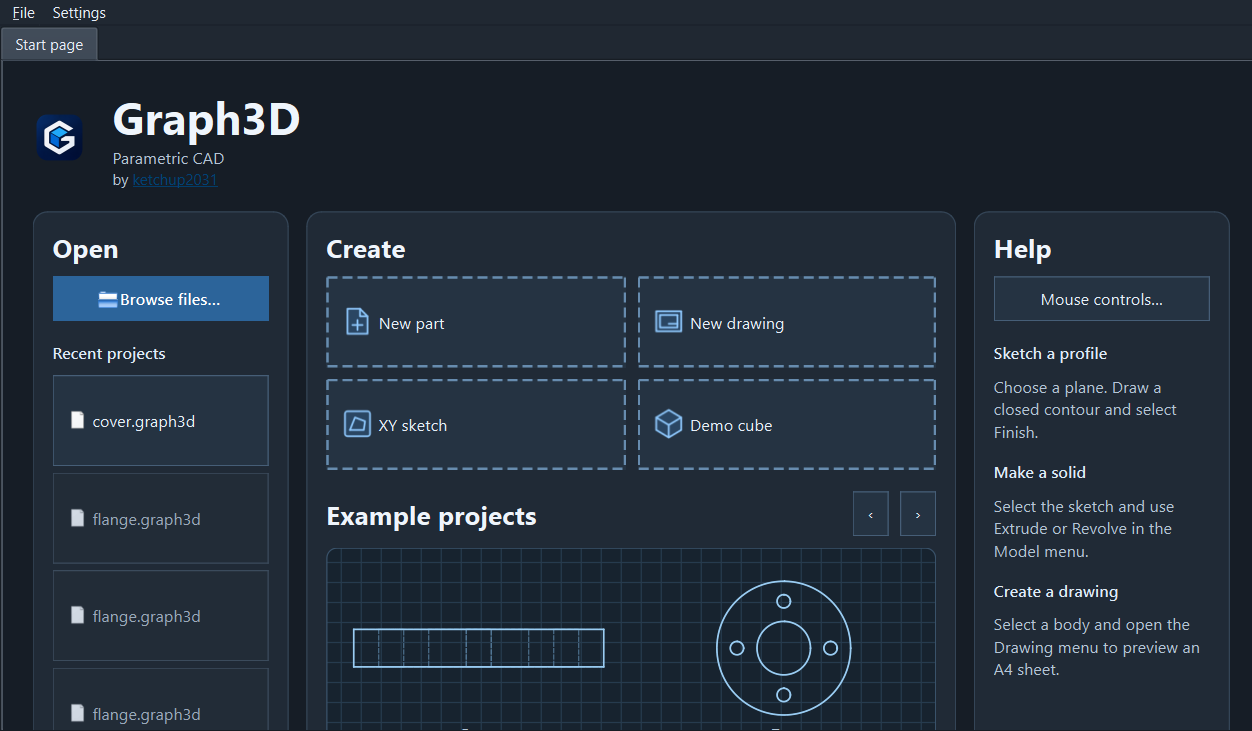 File Settings
Start page
Graph3D
Parametric CAD
by ketchup2031
Open
Browse files...
Recent projects
cover.graph3d
flange.graph3d
flange.graph3d
flange.graph3d
Create
New part
New drawing
XY sketch
Demo cube
Example projects
‹ ›
Help
Mouse controls...
Sketch a profile
Choose a plane. Draw a
closed contour and select
Finish.
Make a solid
Select the sketch and use
Extrude or Revolve in the
Model menu.
Create a drawing
Select a body and open the
Drawing menu to preview an
A4 sheet.